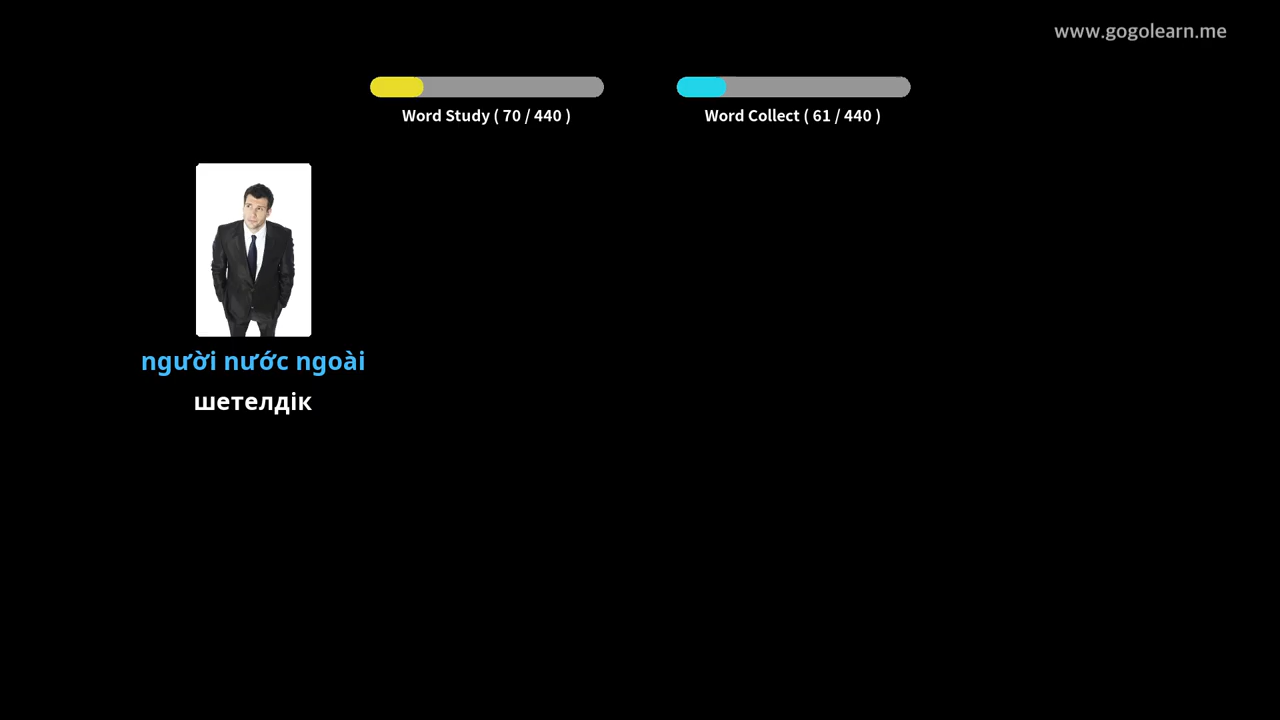 www.gogolearn.me
Word Study ( 70 / 440 )
Word Collect ( 61 / 440 )
người nước ngoài
шетелдік